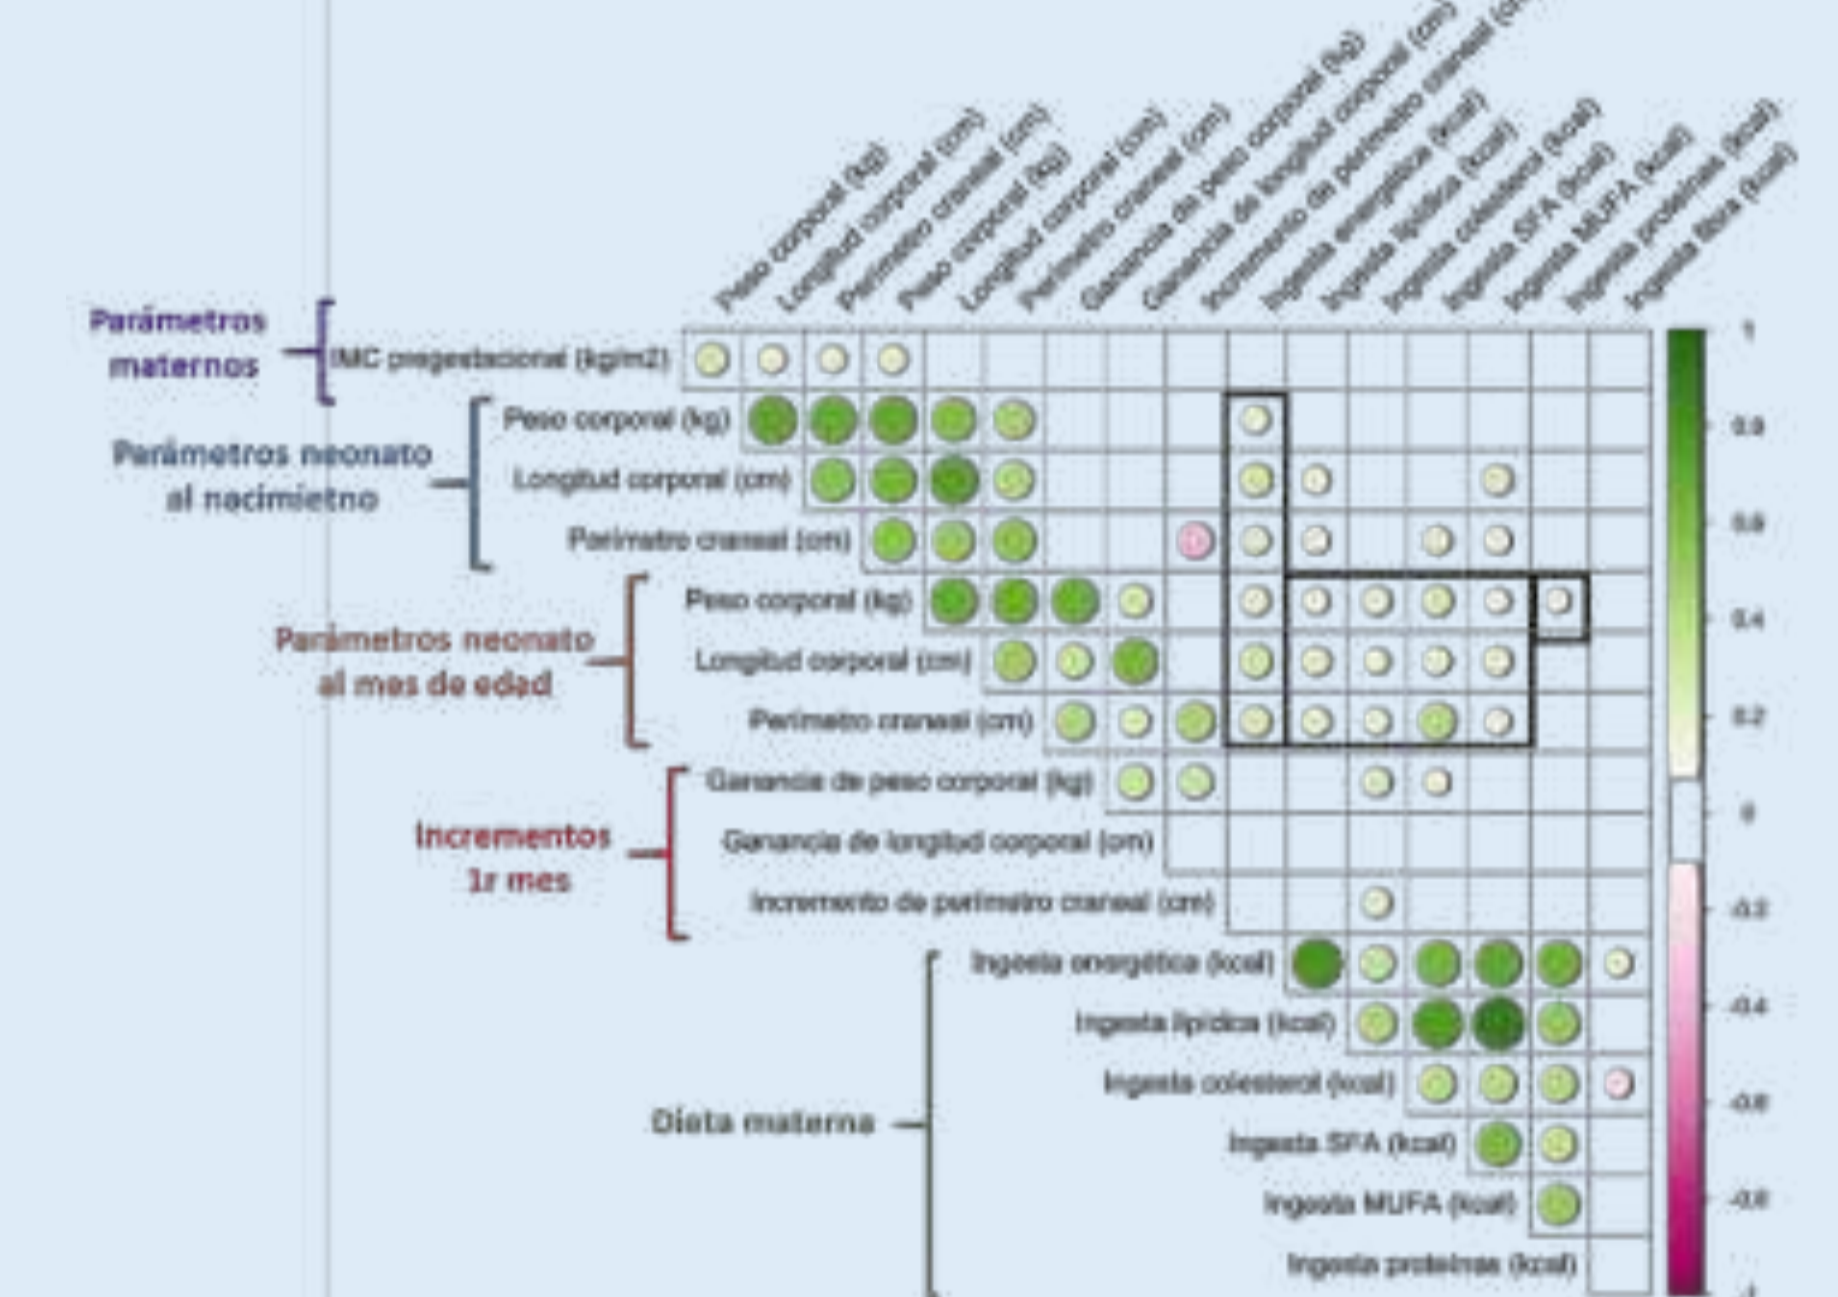 Peso corporal (kg)
Longitud corporal (cm)
Perímetro craneal (cm)
Peso corporal (kg)
Longitud corporal (cm)
Perímetro craneal (cm)
Ganancia de peso corporal (kg)
Ganancia de longitud corporal (cm)
Incremento de perímetro craneal
Ingesta energética (kcal)
Ingesta lipídica (kcal)
Ingesta colesterol (kcal)
Ingesta SFA (kcal)
Ingesta MUFA (kcal)
Ingesta proteínas (kcal)
Ingesta fibra (kcal)
Parámetros
maternos
IMC pregestacional (kg/m2)
Parámetros neonato
al nacimietno
Peso corporal (kg)
Longitud corporal (cm)
Perímetro craneal (cm)
Parámetros neonato
al mes de edad
Peso corporal (kg)
Longitud corporal (cm)
Perímetro craneal (cm)
Incrementos
1r mes
Ganancia de peso corporal (kg)
Ganancia de longitud corporal (cm)
Incremento de perímetro craneal (cm)
Dieta materna
Ingesta energética (kcal)
Ingesta lipídica (kcal)
Ingesta colesterol (kcal)
Ingesta SFA (kcal)
Ingesta MUFA (kcal)
Ingesta proteínas (kcal)
1
0.8
0.6
0.4
0.2
0
-0.2
-0.4
-0.6
-0.8